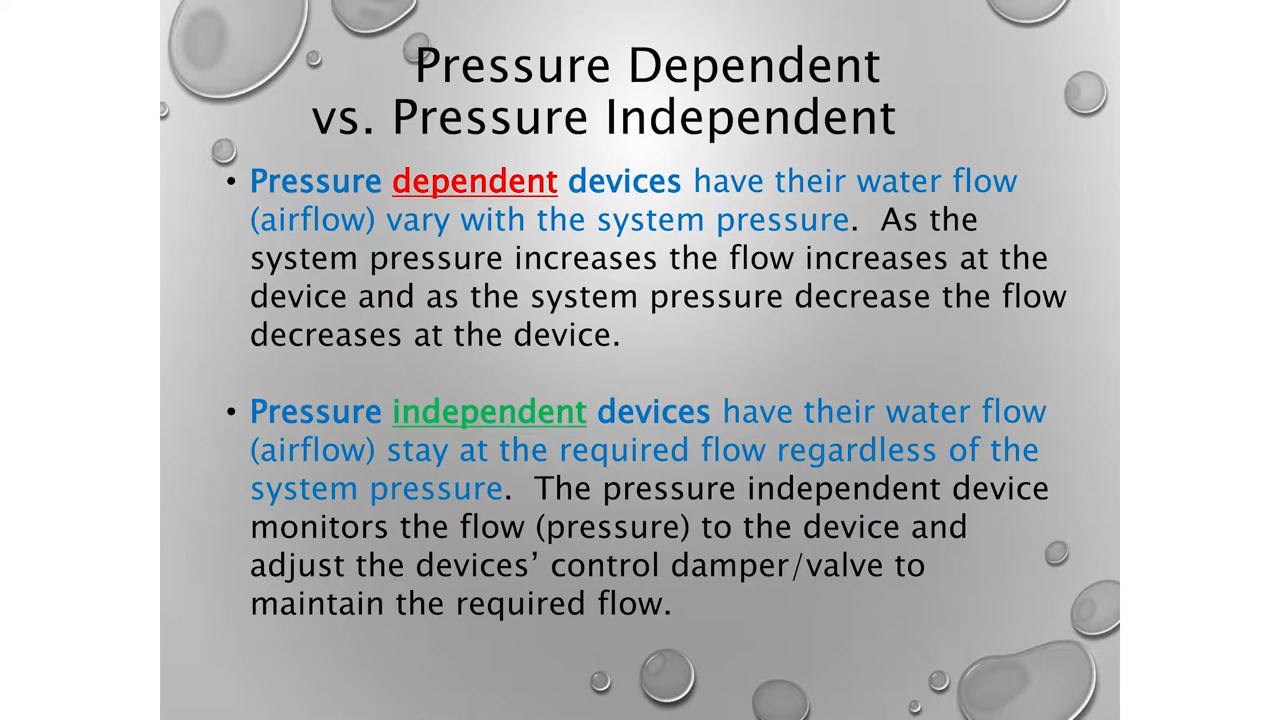 Pressure Dependent
vs. Pressure Independent
• Pressure dependent devices have their water flow
(airflow) vary with the system pressure.  As the
system pressure increases the flow increases at the
device and as the system pressure decrease the flow
decreases at the device.
• Pressure independent devices have their water flow
(airflow) stay at the required flow regardless of the
system pressure.  The pressure independent device
monitors the flow (pressure) to the device and
adjust the devices’ control damper/valve to
maintain the required flow.